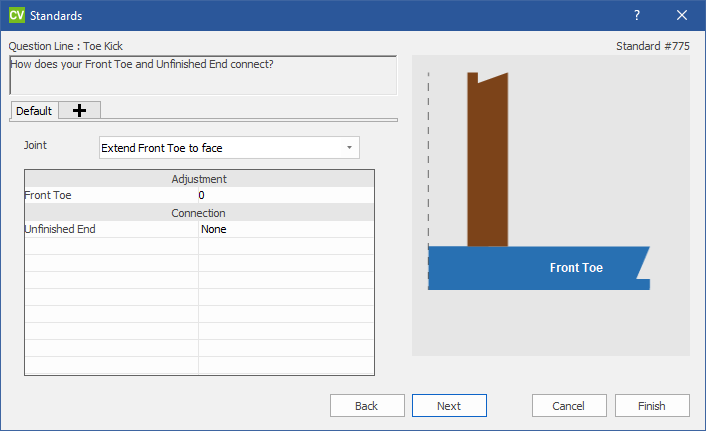 CV Standards ?
Question Line : Toe Kick
Standard #775
How does your Front Toe and Unfinished End connect?
Default
Joint
Extend Front Toe to face
Adjustment
Front Toe 0
Connection
Unfinished End None
Front Toe
Back Next Cancel Finish